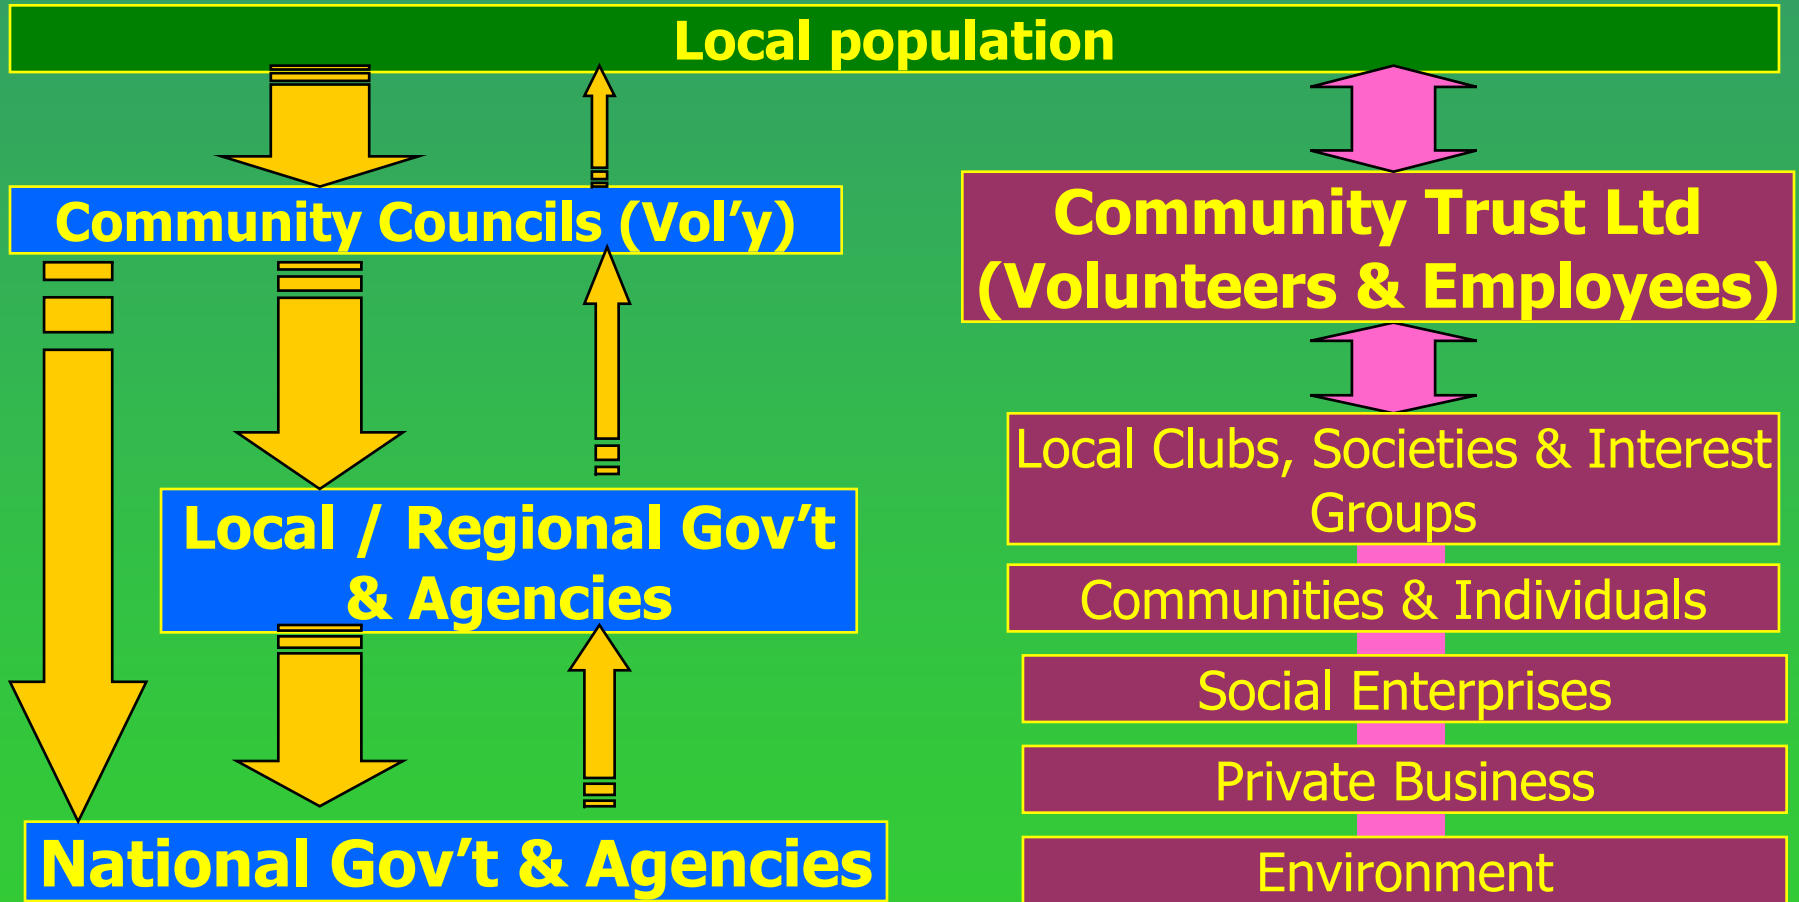 Local population
Community Councils (Vol’y)
Community Trust Ltd
(Volunteers & Employees)
Local Clubs, Societies & Interest
Groups
Local / Regional Gov’t
& Agencies
Communities & Individuals
Social Enterprises
Private Business
National Gov’t & Agencies
Environment